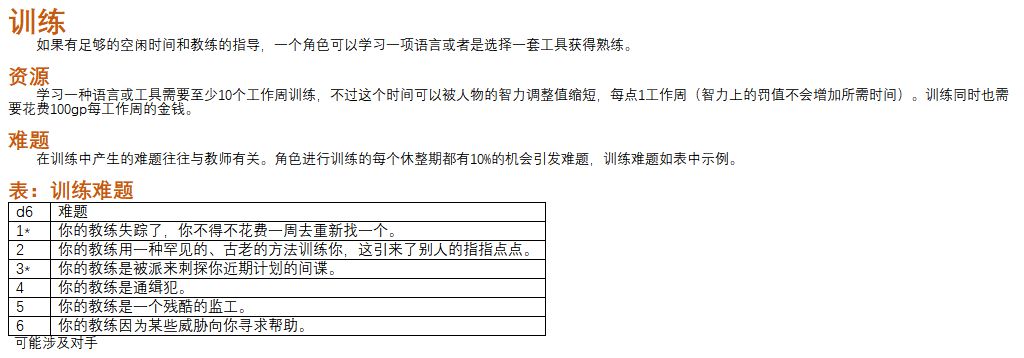 训练
如果有足够的空闲时间和教练的指导，一个角色可以学习一项语言或者是选择一套工具获得熟练。
资源
学习一种语言或工具需要至少10个工作周训练，不过这个时间可以被人物的智力调整值缩短，每点1工作周（智力上的罚值不会增加所需时间）。训练同时也需
要花费100gp每工作周的金钱。
难题
在训练中产生的难题往往与教师有关。角色进行训练的每个休整期都有10%的机会引发难题，训练难题如表中示例。
表：训练难题
d6 难题
1* 你的教练失踪了，你不得不花费一周去重新找一个。
2 你的教练用一种罕见的、古老的方法训练你，这引来了别人的指指点点。
3* 你的教练是被派来刺探你近期计划的间谍。
4 你的教练是通缉犯。
5 你的教练是一个残酷的监工。
6 你的教练因为某些威胁向你寻求帮助。
可能涉及对手